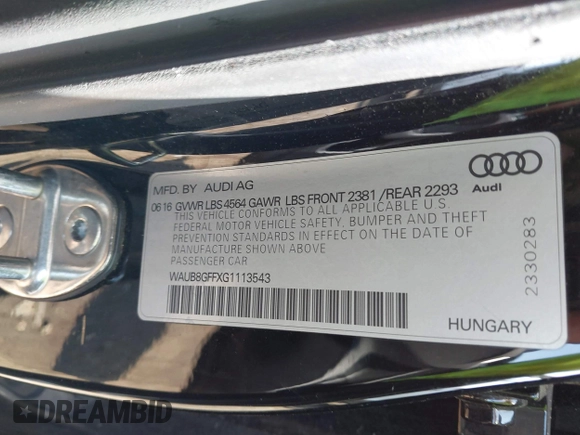 MFD. BY AUDI AG
Audi
06 16 GVWR LBS 4564 GAWR LBS FRONT 2381 / REAR 2293
THIS VEHICLE CONFORMS TO ALL APPLICABLE U.S.
FEDERAL MOTOR VEHICLE SAFETY, BUMPER AND THEFT
PREVENTION STANDARDS IN EFFECT ON THE DATE OF
MANUFACTURE SHOWN ABOVE
PASSENGER CAR
WAUB8GFFXG1113543
2330283
HUNGARY
DREAMBID